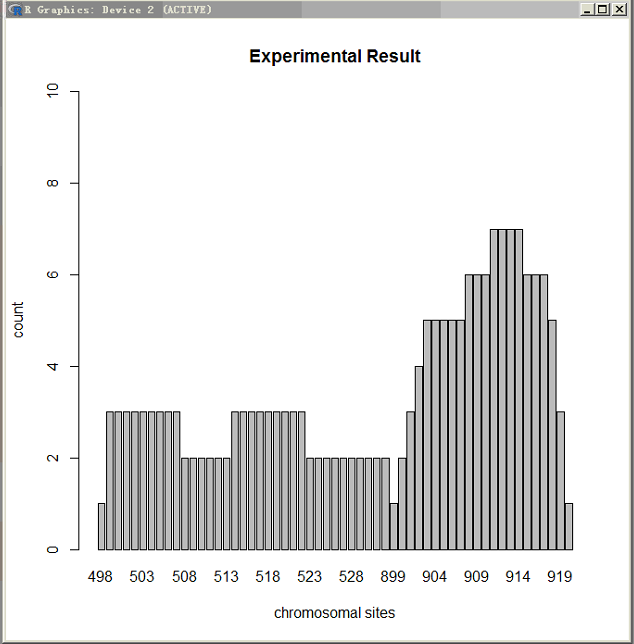 R Graphics: Device 2 (ACTIVE)
Experimental Result
10
8
6
4
2
0
count
498 503 508 513 518 523 528 899 904 909 914 919
chromosomal sites